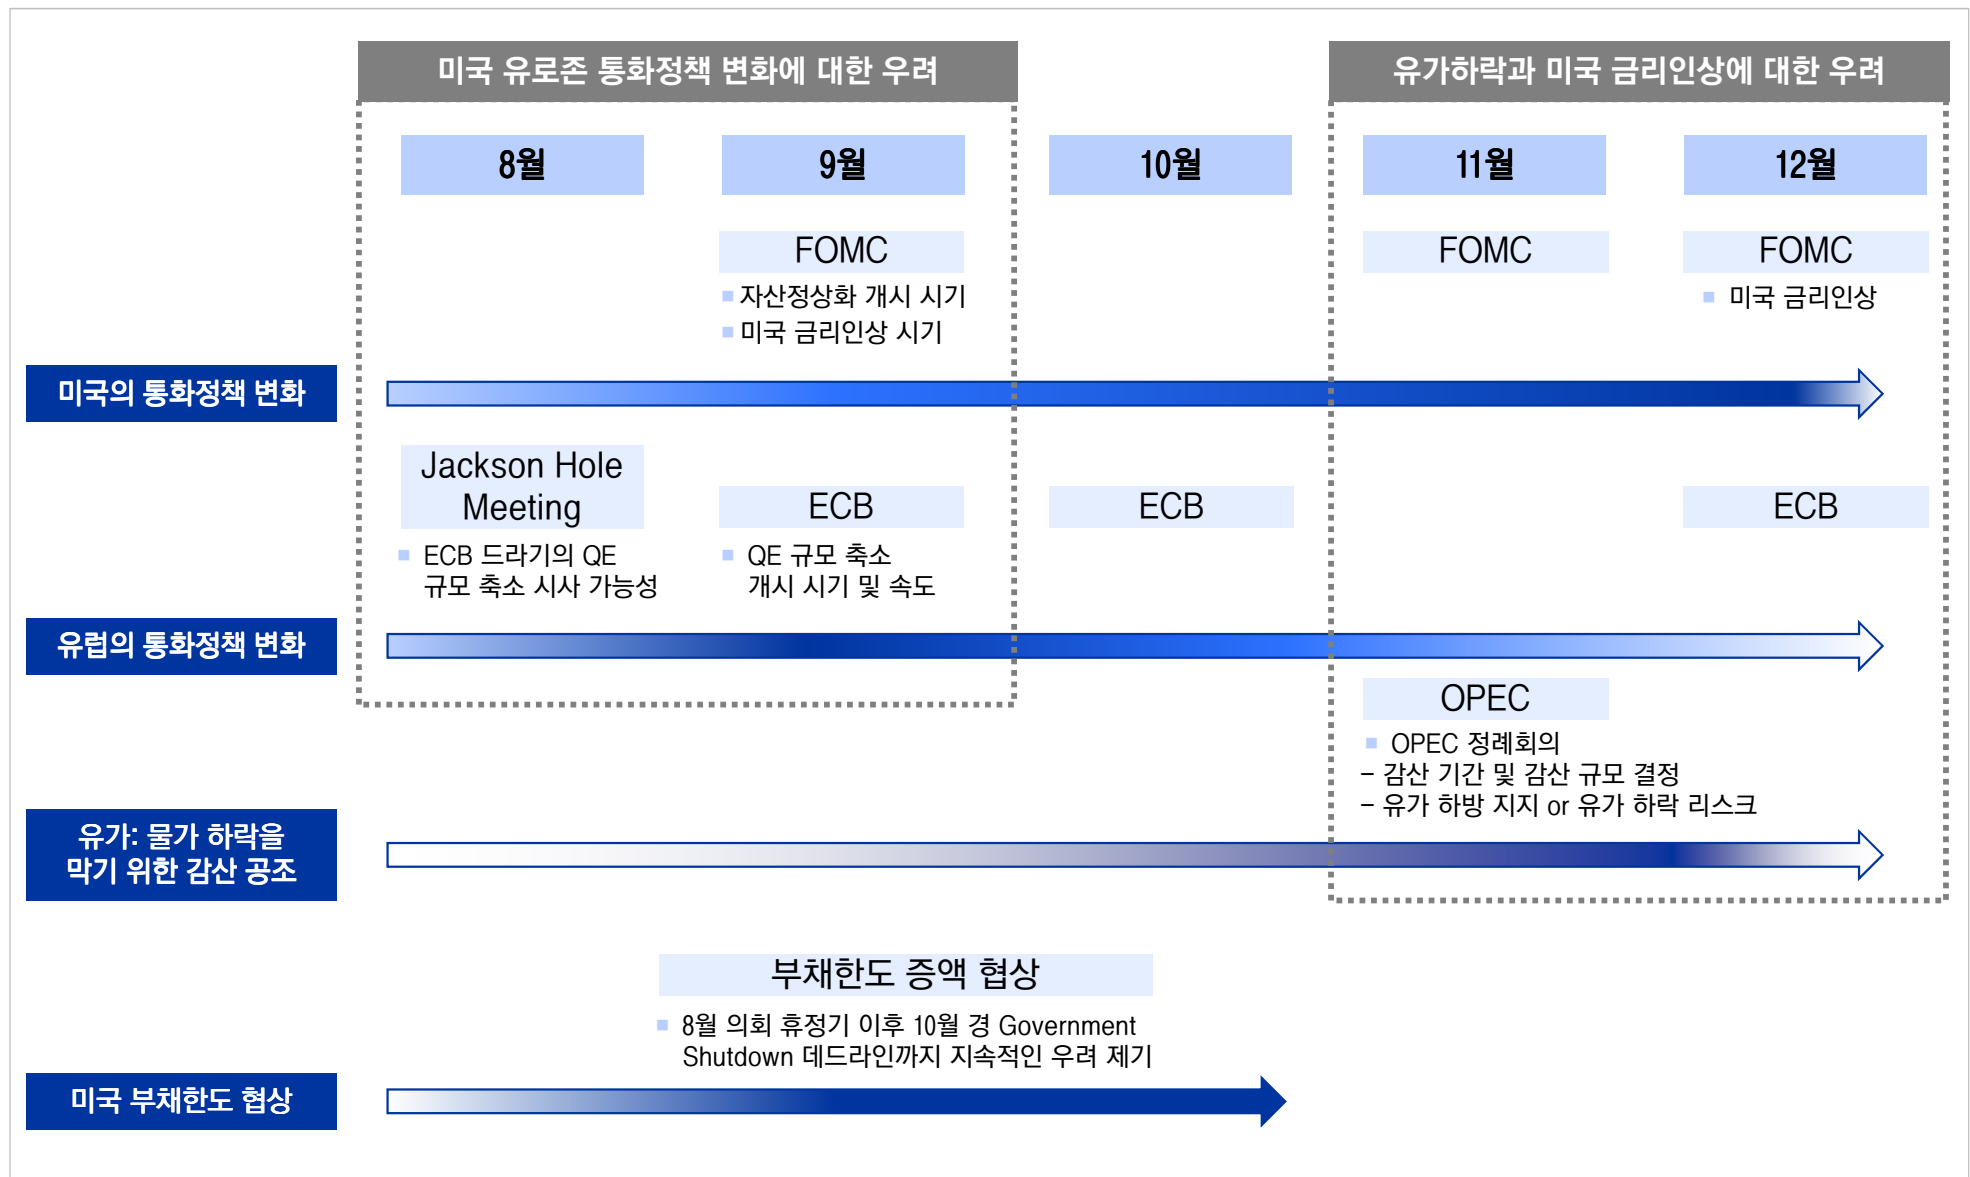 미국 유로존 통화정책 변화에 대한 우려
유가하락과 미국 금리인상에 대한 우려
8월
9월
10월
11월
12월
FOMC
FOMC
FOMC
▪ 자산정상화 개시 시기
▪ 미국 금리인상 시기
▪ 미국 금리인상
미국의 통화정책 변화
Jackson Hole
Meeting
ECB
ECB
ECB
▪ ECB 드라기의 QE
규모 축소 시사 가능성
▪ QE 규모 축소
개시 시기 및 속도
유럽의 통화정책 변화
OPEC
▪ OPEC 정례회의
– 감산 기간 및 감산 규모 결정
– 유가 하방 지지 or 유가 하락 리스크
유가: 물가 하락을
막기 위한 감산 공조
부채한도 증액 협상
▪ 8월 의회 휴정기 이후 10월 경 Government
Shutdown 데드라인까지 지속적인 우려 제기
미국 부채한도 협상